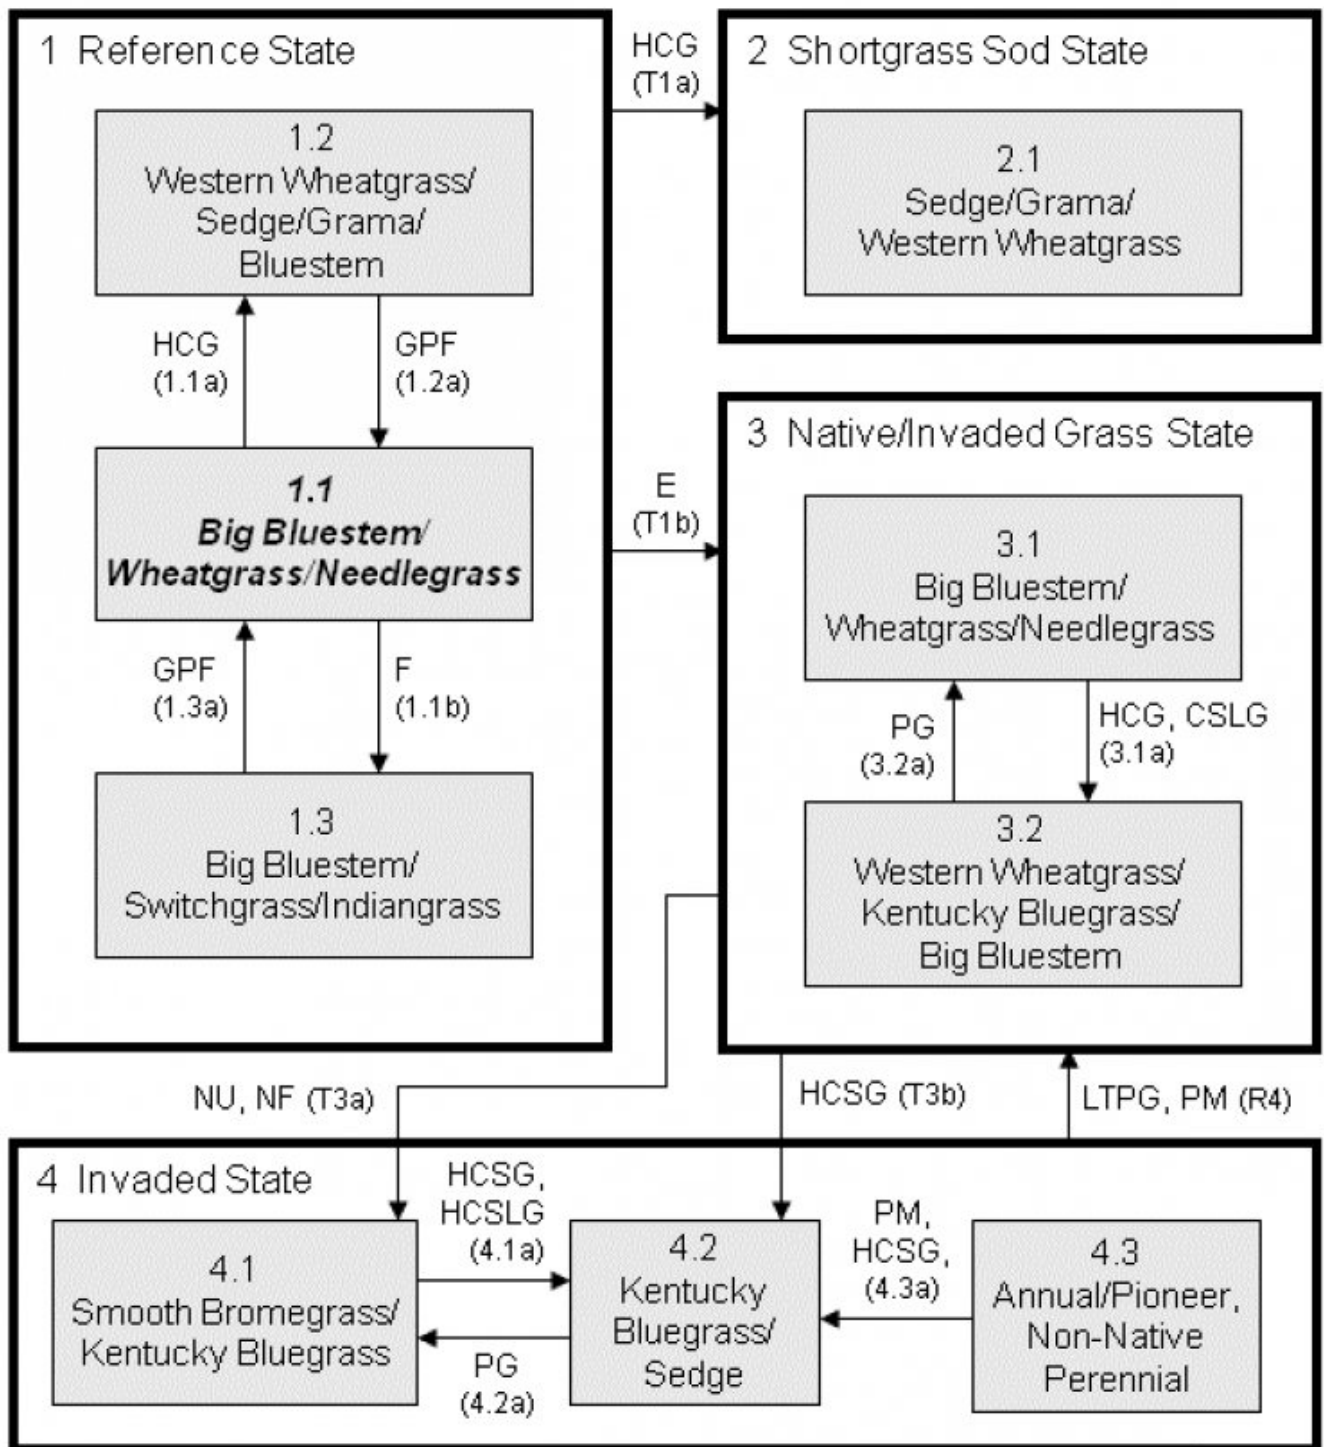 1 Reference State
1.2
Western Wheatgrass/
Sedge/Grama/
Bluestem
HCG
(1.1a)
GPF
(1.2a)
1.1
Big Bluestem/
Wheatgrass/Needlegrass
GPF
(1.3a)
F
(1.1b)
1.3
Big Bluestem/
Switchgrass/Indiangrass
HCG
(T1a)
2 Shortgrass Sod State
2.1
Sedge/Grama/
Western Wheatgrass
E
(T1b)
3 Native/Invaded Grass State
3.1
Big Bluestem/
Wheatgrass/Needlegrass
PG
(3.2a)
HCG, CSLG
(3.1a)
3.2
Western Wheatgrass/
Kentucky Bluegrass/
Big Bluestem
NU, NF (T3a)
HCSG (T3b)
LTPG, PM (R4)
4 Invaded State
4.1
Smooth Bromegrass/
Kentucky Bluegrass
HCSG,
HCSLG
(4.1a)
PG
(4.2a)
4.2
Kentucky
Bluegrass/
Sedge
PM,
HCSG,
(4.3a)
4.3
Annual/Pioneer,
Non-Native
Perennial